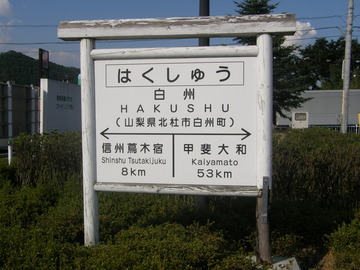 はくしゅう
白州
HAKUSHU
(山梨県北杜市白州町)
信州蔦木宿 甲斐大和
Shinshu Tsutakijuku Kaiyamato
8km 53km